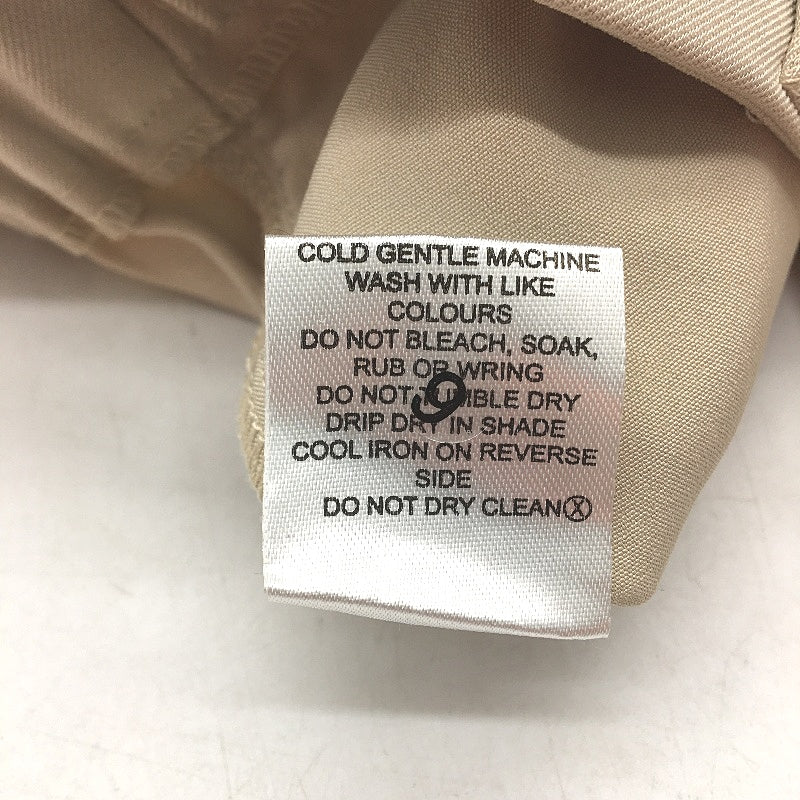 COLD GENTLE MACHINE
WASH WITH LIKE
COLOURS
DO NOT BLEACH, SOAK,
RUB OR WRING
DO NOT TUMBLE DRY
DRIP DRY IN SHADE
COOL IRON ON REVERSE
SIDE
DO NOT DRY CLEANⓍ